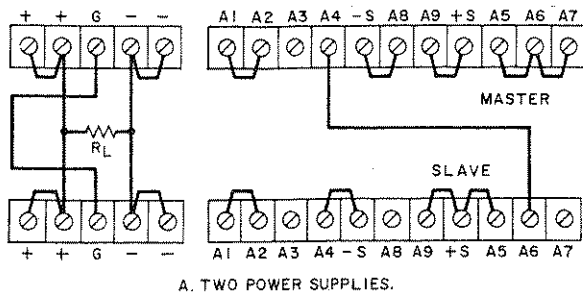 + + G - - A1 A2 A3 A4 -S A8 A9 +S A5 A6 A7
MASTER
RL
SLAVE
+ + G - - A1 A2 A3 A4 -S A8 A9 +S A5 A6 A7
A. TWO POWER SUPPLIES.